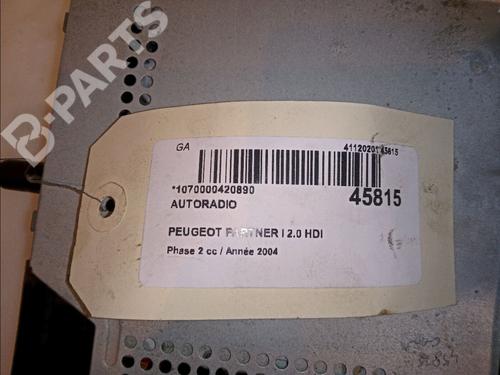 B-PARTS
GA
41120201 45815
*1070000420890
45815
AUTORADIO
PEUGEOT PARTNER I 2.0 HDI
Phase 2 cc / Année 2004